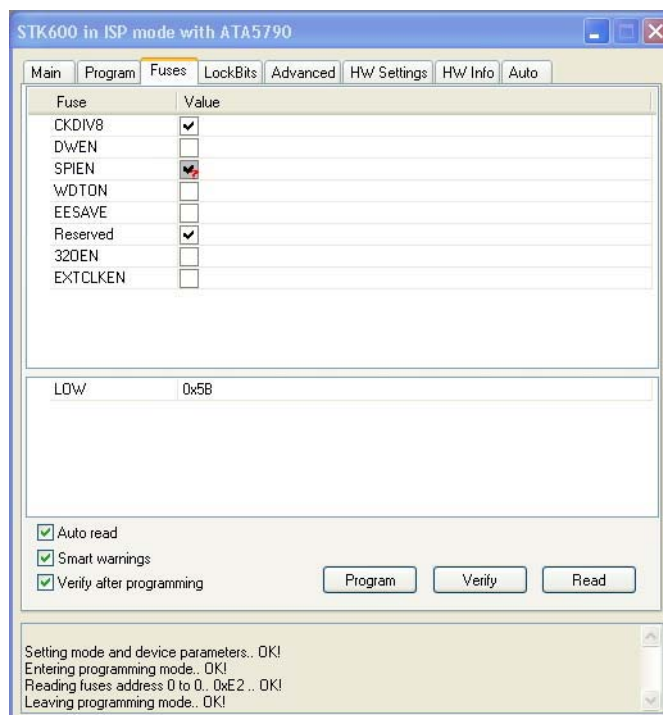 STK600 in ISP mode with ATA5790
Main Program Fuses LockBits Advanced HW Settings HW Info Auto
Fuse Value
CKDIV8
DWEN
SPIEN
WDTON
EESAVE
Reserved
32OEN
EXTCLKEN
LOW 0x5B
Auto read
Smart warnings
Verify after programming
Program Verify Read
Setting mode and device parameters.. OK!
Entering programming mode.. OK!
Reading fuses address 0 to 0.. 0xE2 .. OK!
Leaving programming mode.. OK!